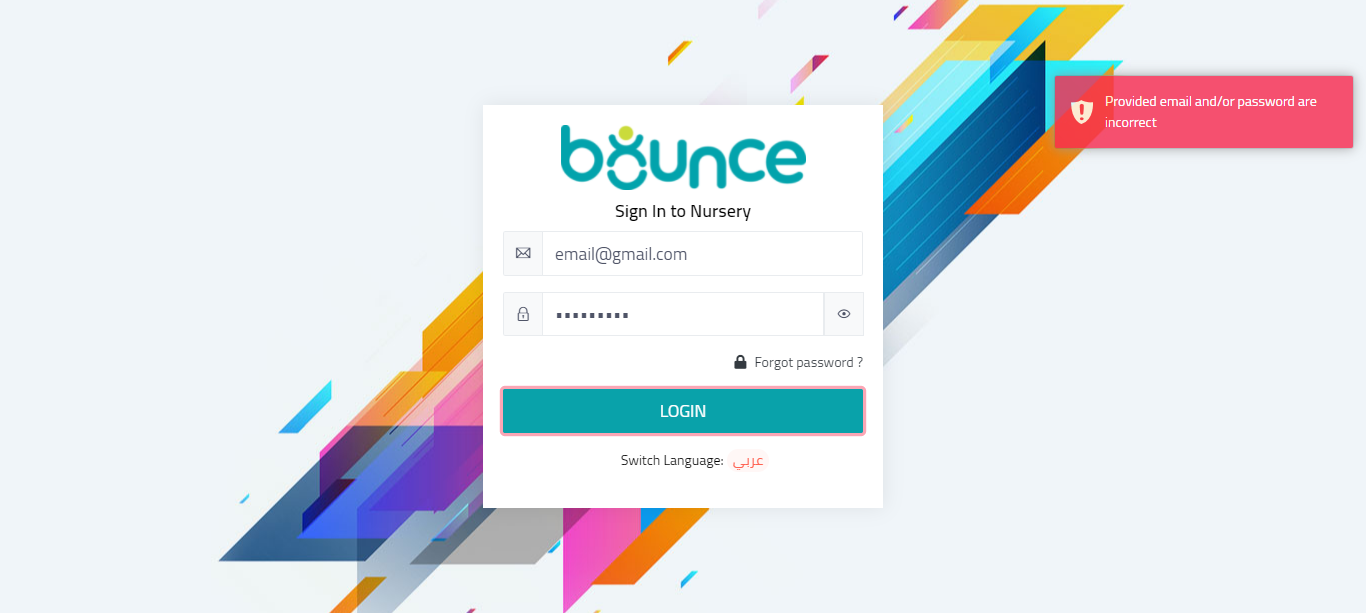 bounce
Sign In to Nursery
email@gmail.com
Forgot password ?
LOGIN
Switch Language: عربي
Provided email and/or password are
incorrect